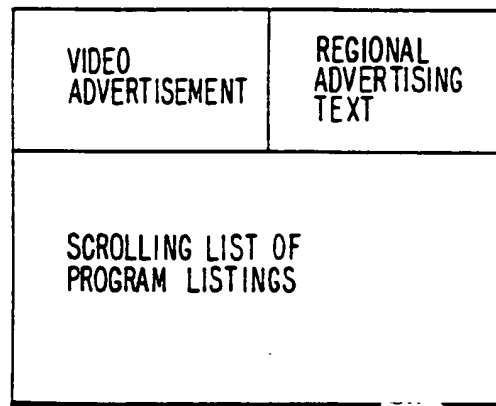 VIDEO
ADVERTISEMENT
REGIONAL
ADVERTISING
TEXT
SCROLLING LIST OF
PROGRAM LISTINGS